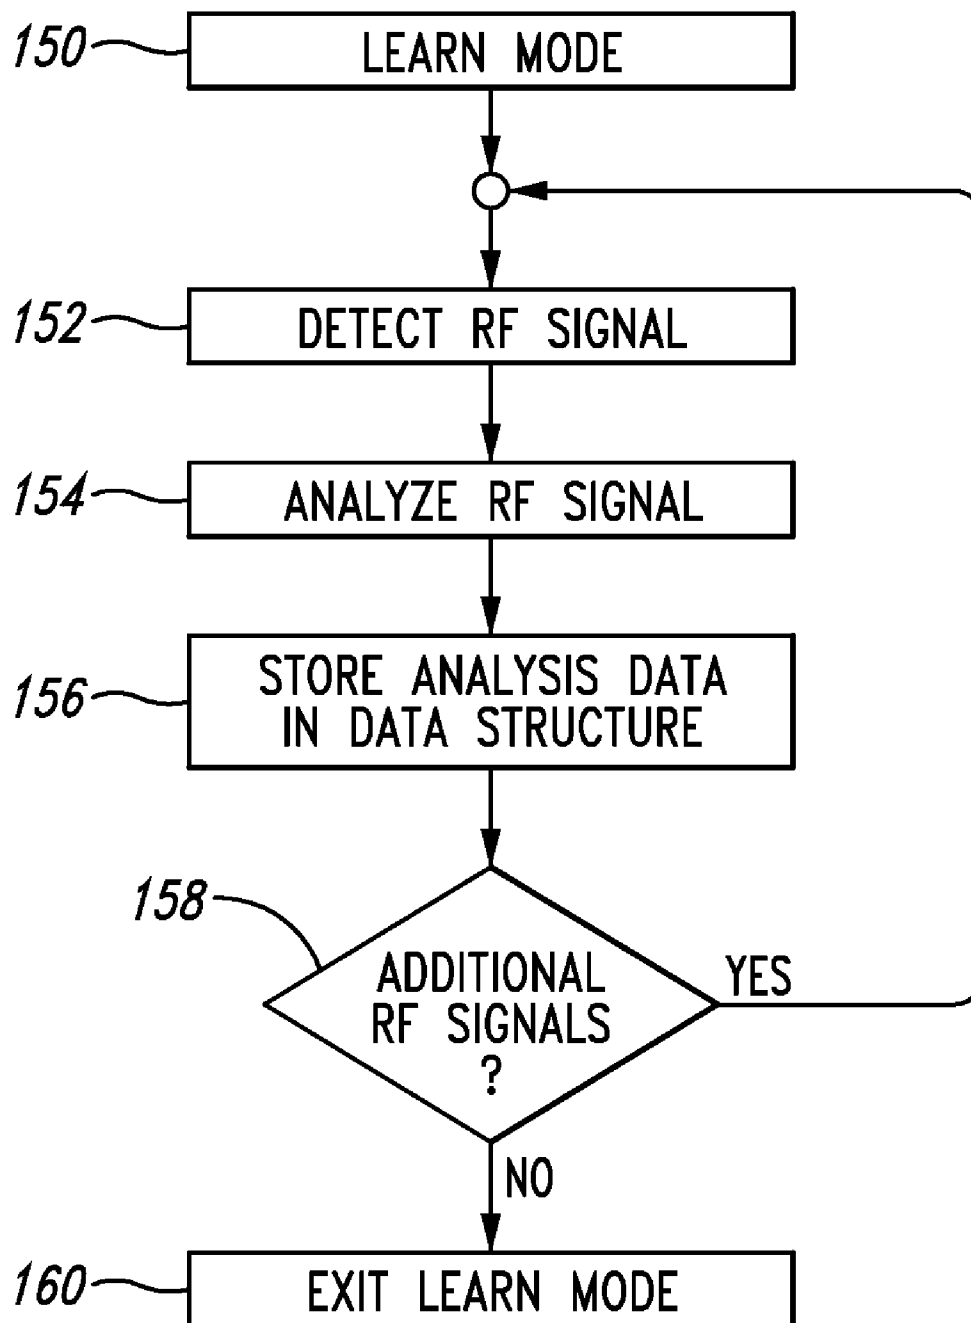 150
LEARN MODE
152
DETECT RF SIGNAL
154
ANALYZE RF SIGNAL
156
STORE ANALYSIS DATA
IN DATA STRUCTURE
158
ADDITIONAL
RF SIGNALS
?
YES
NO
160
EXIT LEARN MODE